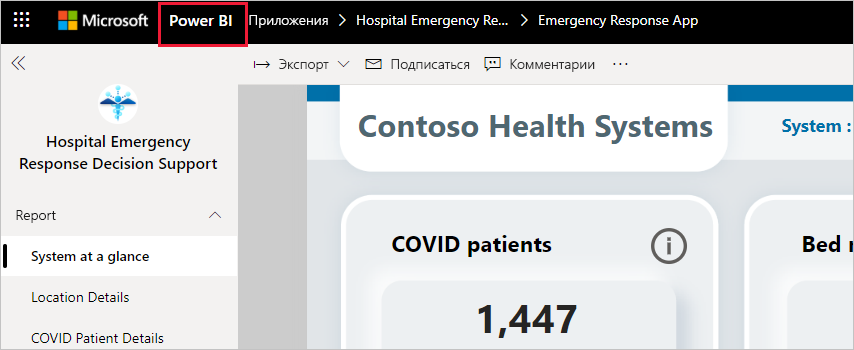 Microsoft Power BI Приложения Hospital Emergency Re... Emergency Response App
Экспорт Подписаться Комментарии ...
Hospital Emergency
Response Decision Support
Report
System at a glance
Location Details
COVID Patient Details
Contoso Health Systems
System :
COVID patients
1,447
Bed